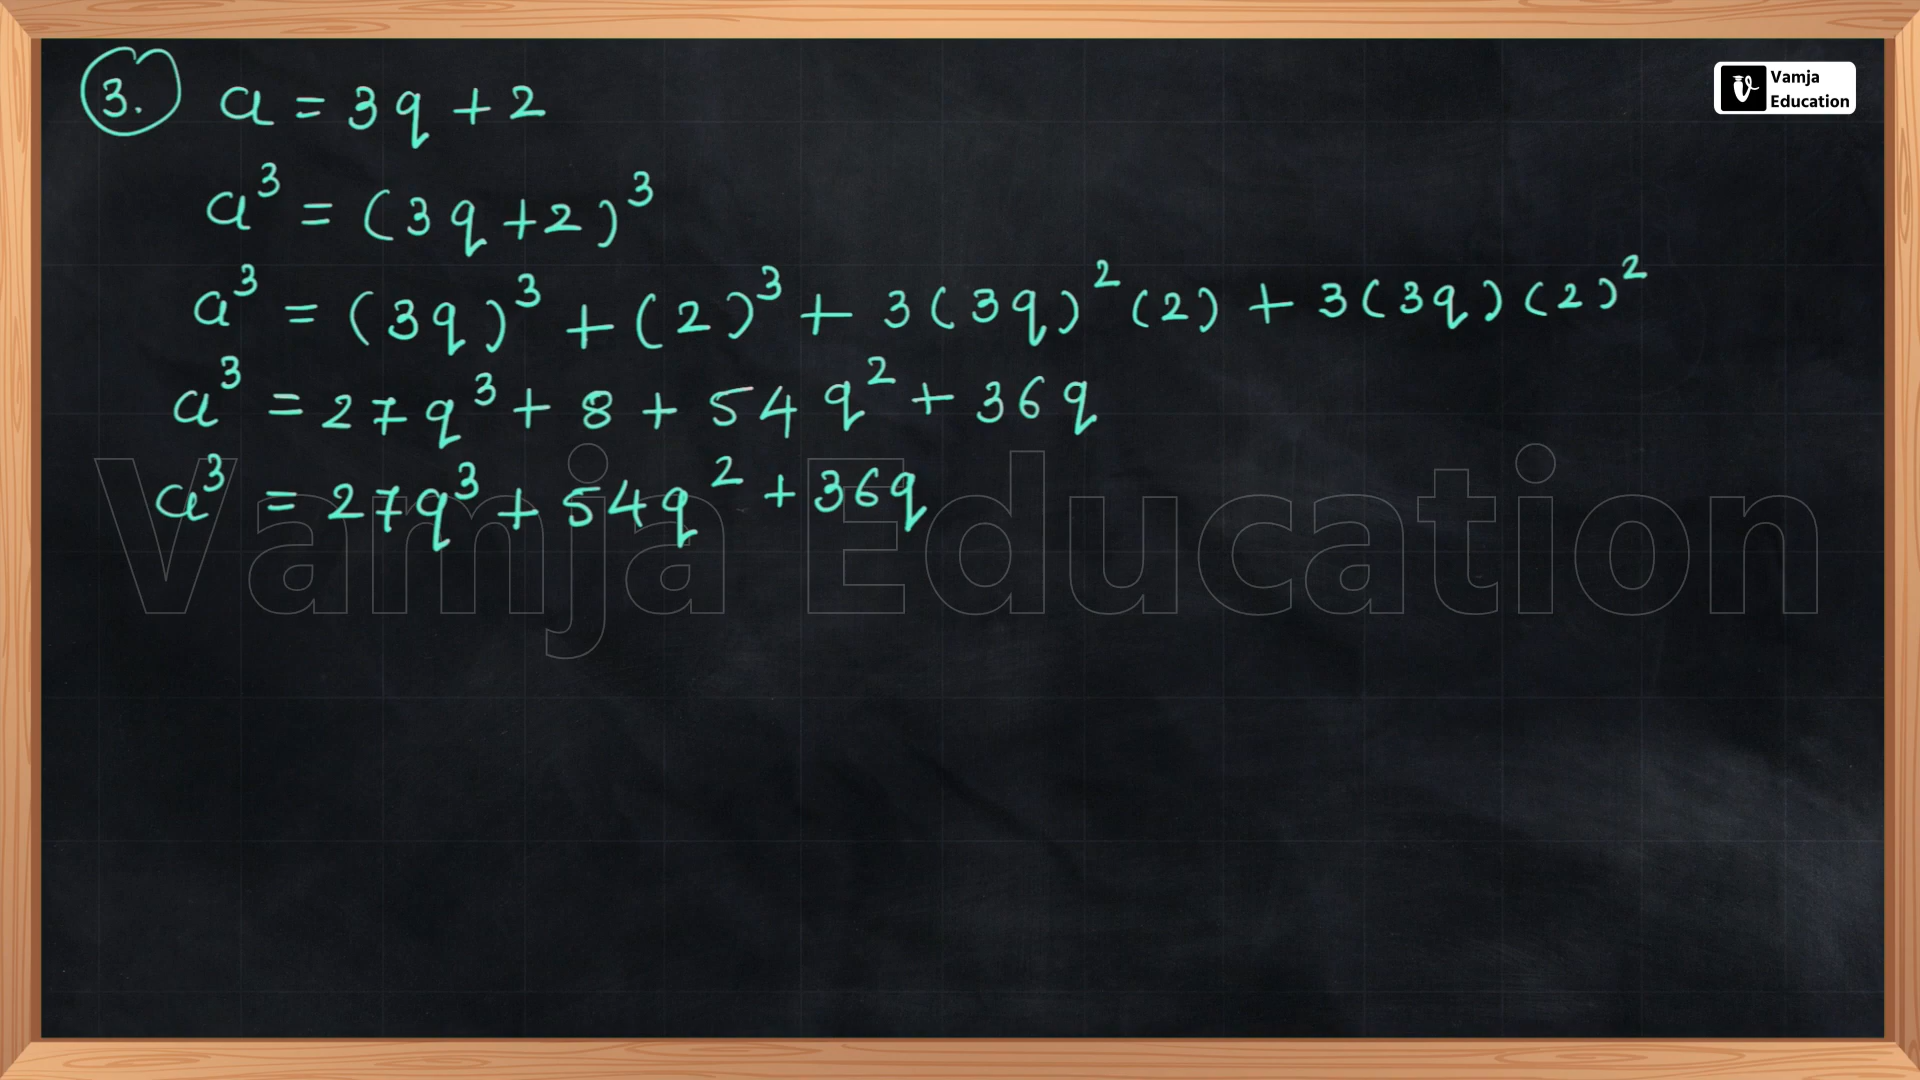 3. a = 3q + 2
Vamja
Education
a³ = (3q + 2)³
a³ = (3q)³ + (2)³ + 3(3q)²(2) + 3(3q)(2)²
a³ = 27q³ + 8 + 54q² + 36q
a³ = 27q³ + 54q² + 36q
Vamja Education